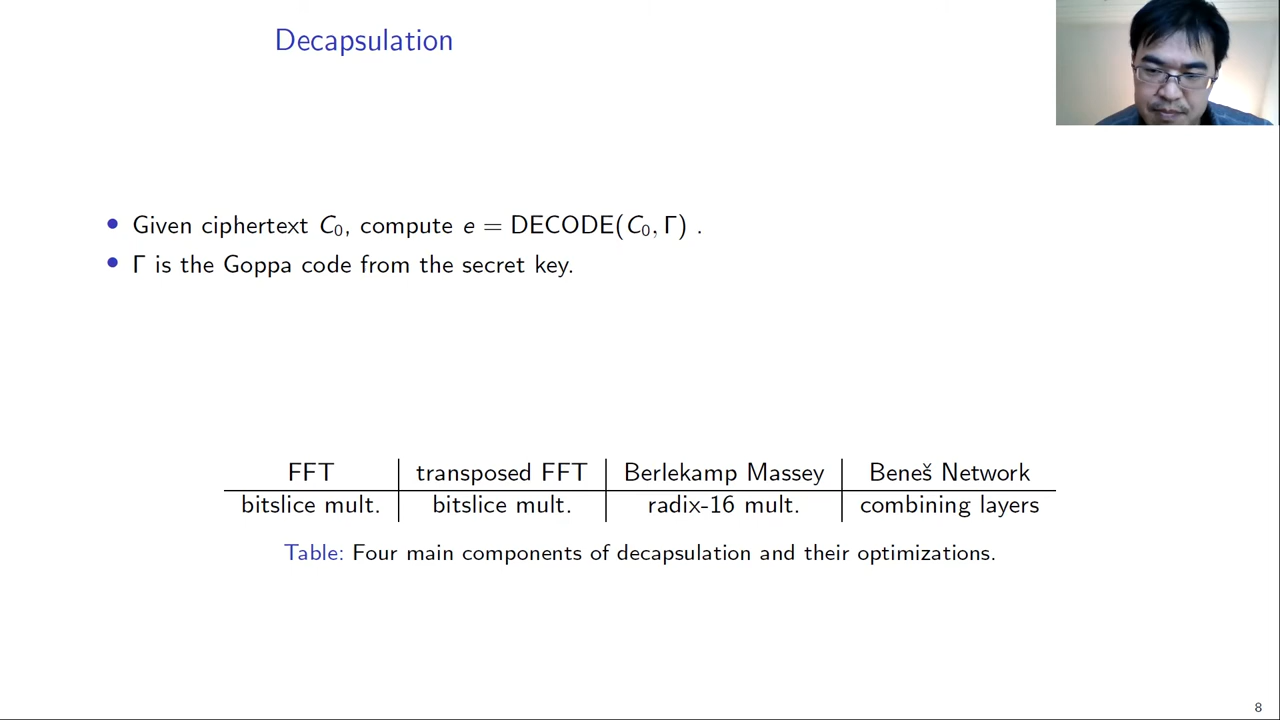 Decapsulation
• Given ciphertext C₀, compute e = DECODE(C₀, Γ) .
• Γ is the Goppa code from the secret key.
FFT transposed FFT Berlekamp Massey Beneš Network
bitslice mult. bitslice mult. radix-16 mult. combining layers
Table: Four main components of decapsulation and their optimizations.
8